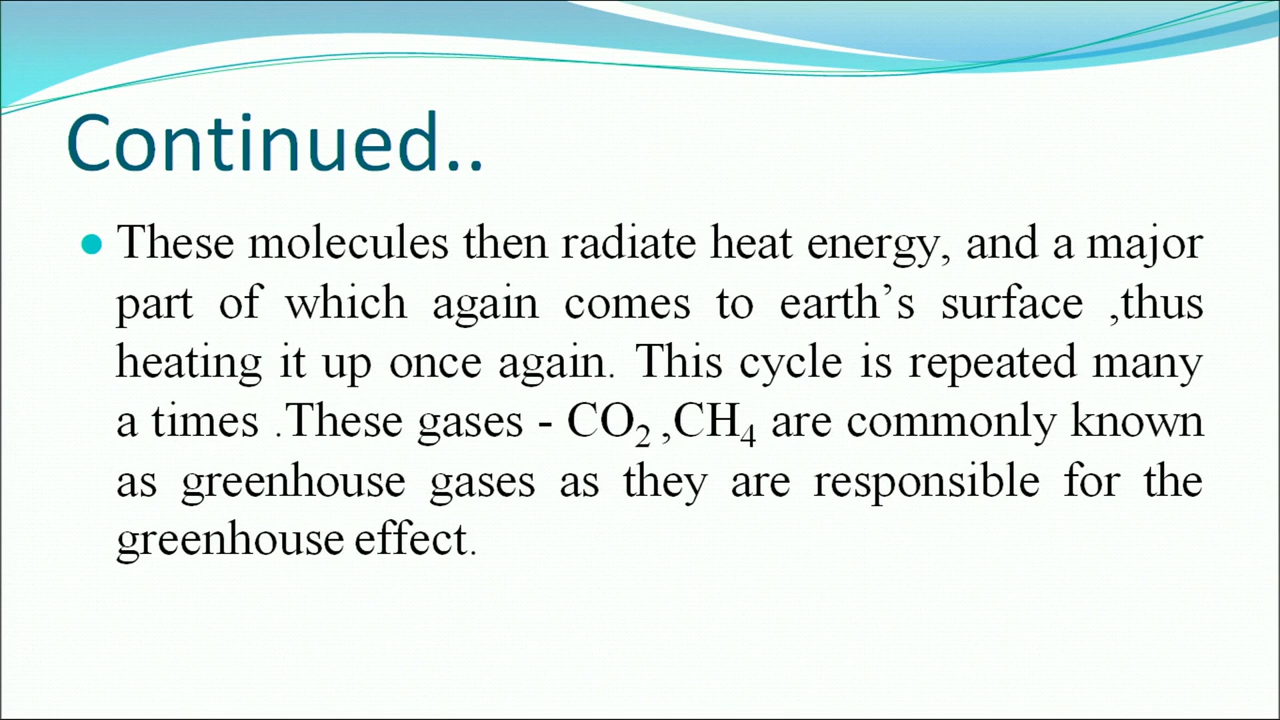 Continued..
These molecules then radiate heat energy, and a major
part of which again comes to earth’s surface ,thus
heating it up once again. This cycle is repeated many
a times .These gases - CO₂ ,CH₄ are commonly known
as greenhouse gases as they are responsible for the
greenhouse effect.